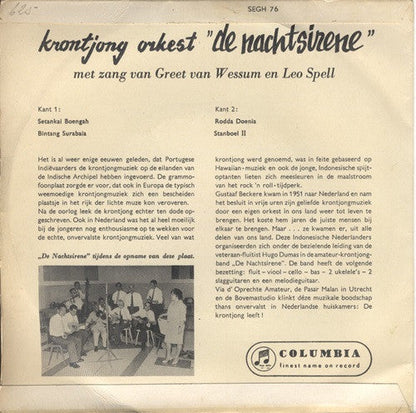 625
SEGH 76
krontjong orkest "de nachtsirene"
met zang van Greet van Wessum en Leo Spell
Kant 1:
Setankai Boengah
Bintang Surabaia
Kant 2:
Rodda Doenia
Stanboel II
Het is al weer enige eeuwen geleden, dat Portugese
Indiëvaarders de krontjongmuziek op de eilanden van
de Indische Archipel hebben ingevoerd. De grammo-
foonplaat zorgde er voor, dat ook in Europa de typisch
weemoedige krontjongmuziek zich een bescheiden
plaatsje in het rijk der lichte muze kon veroveren.
Na de oorlog leek de krontjong echter ten dode op-
geschreven. Ook in Nederland was het al heel moeilijk
bij de jongeren nog enthousiasme op te wekken voor
de echte, onvervalste krontjongmuziek. Veel van wat
„De Nachtsirene" tijdens de opname van deze plaat.
krontjong werd genoemd, was in feite gebaseerd op
Hawaiian-muziek en ook de jonge, Indonesische spijt-
optanten lieten zich meesleuren in de maalstroom
van het rock 'n roll-tijdperk.
Gustaaf Beckere kwam in 1951 naar Nederland en nam
het besluit in vrije uren zijn geliefde krontjongmuziek
door een eigen orkest in ons land weer tot leven te
brengen. Het koste hem jaren de juiste mensen bij
elkaar te brengen. Maar . . . ze kwamen er, uit alle
delen van ons land. Deze Indonesische Nederlanders
organiseerden zich onder de bezielende leiding van de
veteraan-fluitist Hugo Dumas in de amateur-krontjong-
band „De Nachtsirene". De band heeft de volgende
bezetting: fluit – viool – cello – bas – 2 ukelele's – 2
slaggitaren en een melodiegitaar.
Via d' Oprechte Amateur, de Pasar Malan in Utrecht
en de Bovemastudio klinkt déze muzikale boodschap
thans onvervalst in Nederlandse huiskamers: De
krontjong leeft !
COLUMBIA
finest name on record